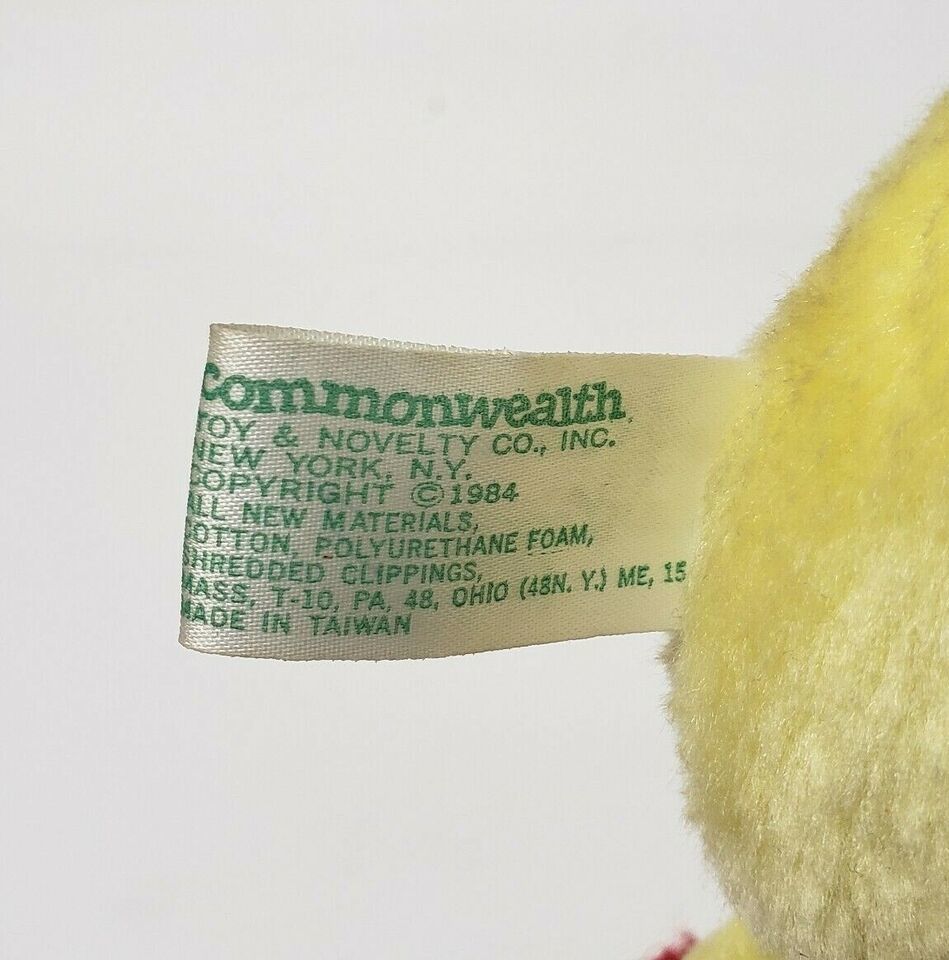 commonwealth
TOY & NOVELTY CO., INC.
NEW YORK, N.Y.
COPYRIGHT ©1984
ALL NEW MATERIALS,
COTTON, POLYURETHANE FOAM,
SHREDDED CLIPPINGS,
MASS, T-10, PA, 48, OHIO (48N. Y.) ME, 15
MADE IN TAIWAN